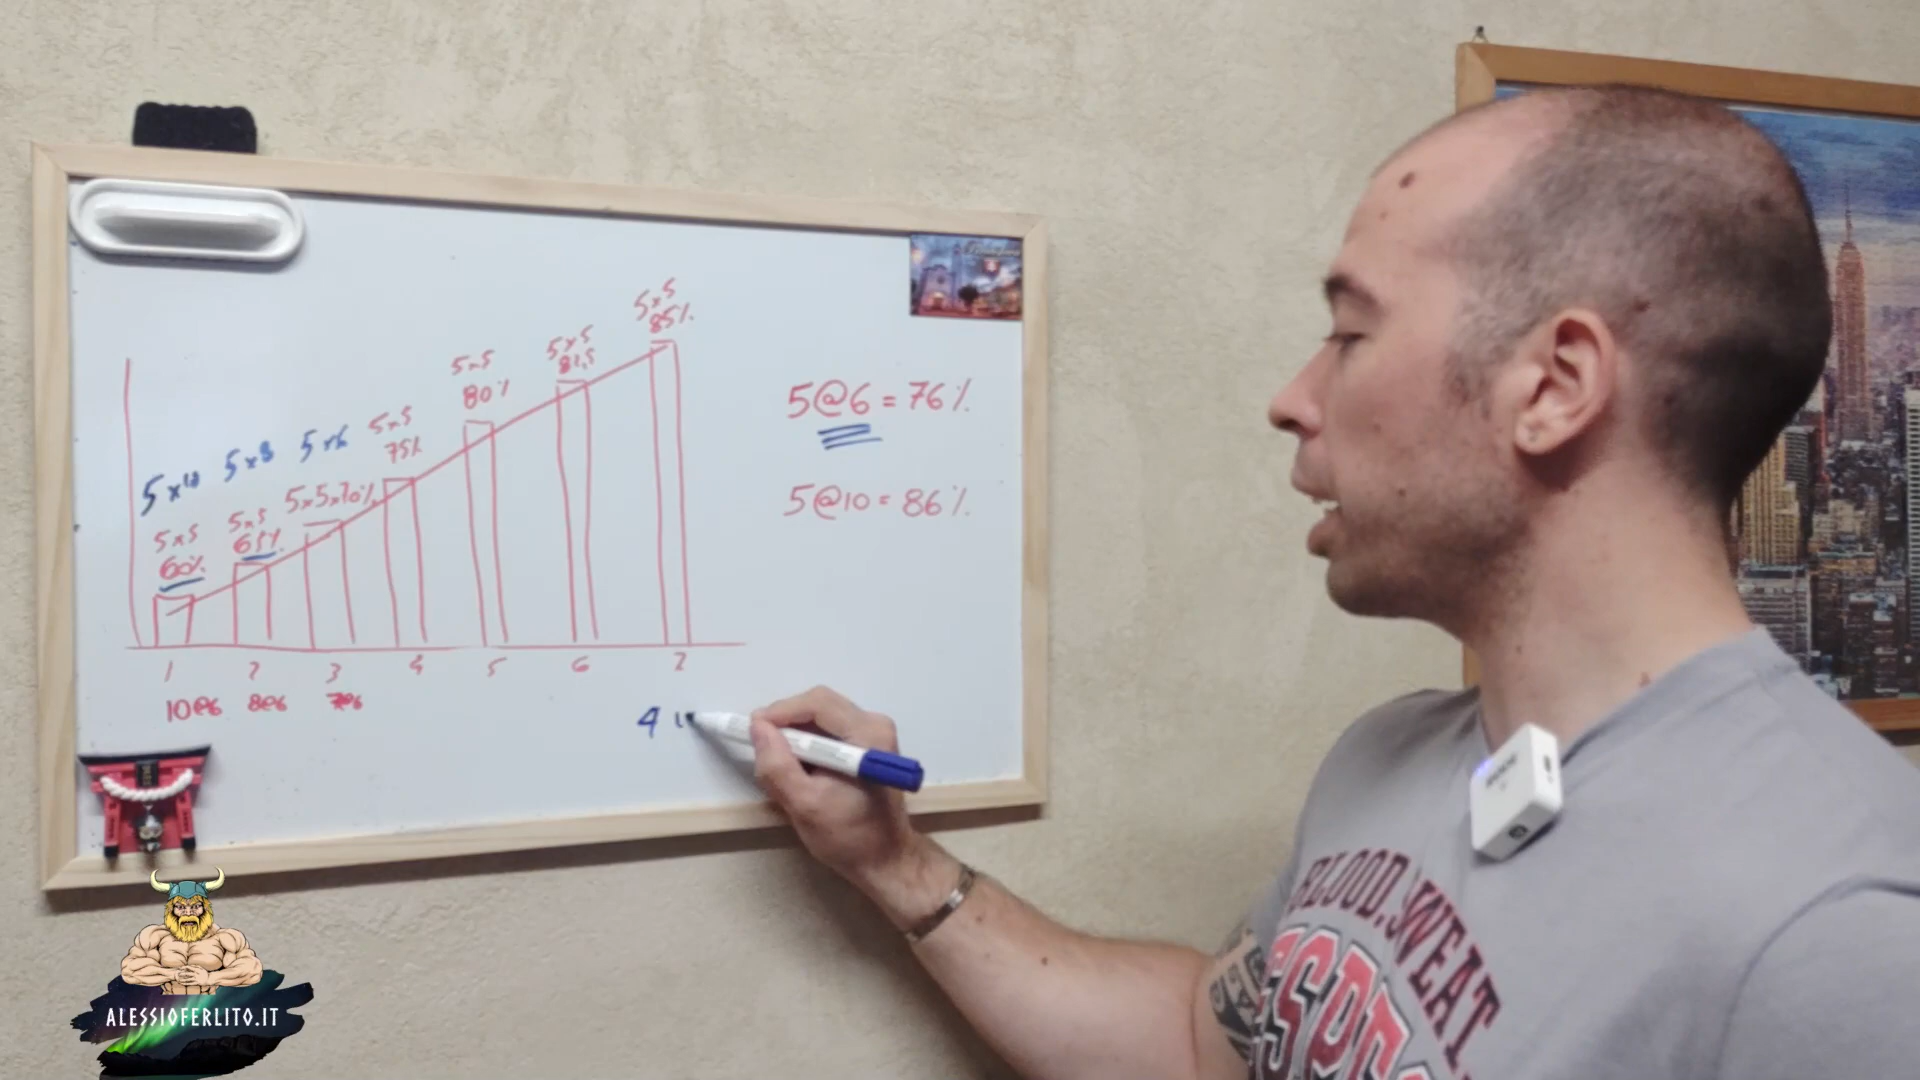 5x5
85%
5x5
82,5
5x5
80%
5x5
75%
5x10 5x8 5x6
5x5x70%
5x5
65%
5x5
60%
1 2 3 4 5 6 7
10@6 8@6 7@6
4
5@6=76%
5@10=86%
BLOOD, SWEAT
ALESSIOFERLITO.IT